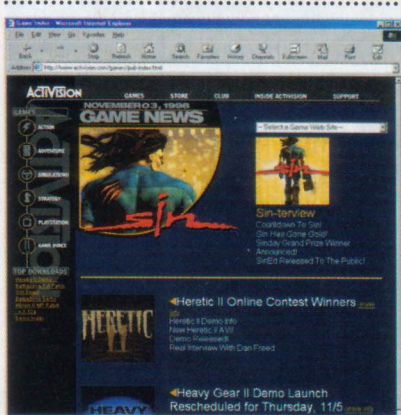 Game Index - Microsoft Internet Explorer
File Edit View Go Favorites Help
Back Stop Refresh Home Search Favorites History Channels Fullscreen Mail Print Edit
Address http://www.activision.com/games/pub-index.html
ACTIVISION
GAMES STORE CLUB INSIDE ACTIVISION SUPPORT
NOVEMBER 03, 1998
GAME NEWS
GAMES
ACTION
ADVENTURE
SIMULATIONS
STRATEGY
PLAYSTATION
GAME INDEX
ACTIVISION
TOP DOWNLOADS
~ Select a Game Web Site ~
sin
Sin-terview
Countdown To Sin!
Sin Has Gone Gold!
Sinday Grand Prize Winner
Announced!
SinEd Released To The Public!
HERETIC
II
Heretic II Online Contest Winners
Heretic II Demo Info
New Heretic II AVI
Demo Released!
Real Interview With Dan Freed
HEAVY
Heavy Gear II Demo Launch
Rescheduled for Thursday, 11/5